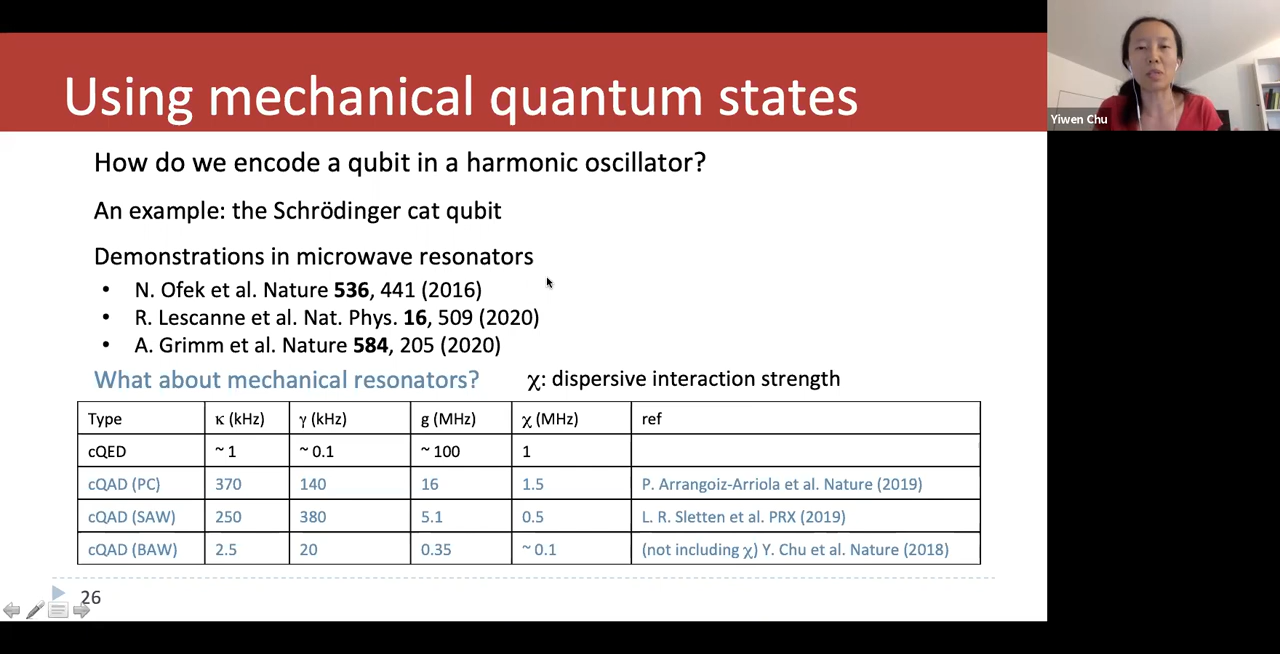 Using mechanical quantum states
Yiwen Chu
How do we encode a qubit in a harmonic oscillator?
An example: the Schrödinger cat qubit
Demonstrations in microwave resonators
• N. Ofek et al. Nature 536, 441 (2016)
• R. Lescanne et al. Nat. Phys. 16, 509 (2020)
• A. Grimm et al. Nature 584, 205 (2020)
What about mechanical resonators? χ: dispersive interaction strength
Type κ (kHz) γ (kHz) g (MHz) χ (MHz) ref
cQED ~ 1 ~ 0.1 ~ 100 1
cQAD (PC) 370 140 16 1.5 P. Arrangoiz-Arriola et al. Nature (2019)
cQAD (SAW) 250 380 5.1 0.5 L. R. Sletten et al. PRX (2019)
cQAD (BAW) 2.5 20 0.35 ~ 0.1 (not including χ) Y. Chu et al. Nature (2018)
26